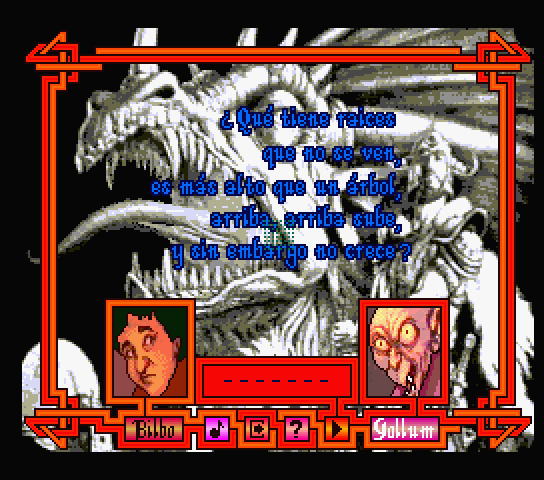 ¿Qué tiene raices
que no se ven,
es más alto que un árbol,
arriba, arriba sube,
y sin embargo no crece?
- - - - - - -
Bilbo ? Gollum